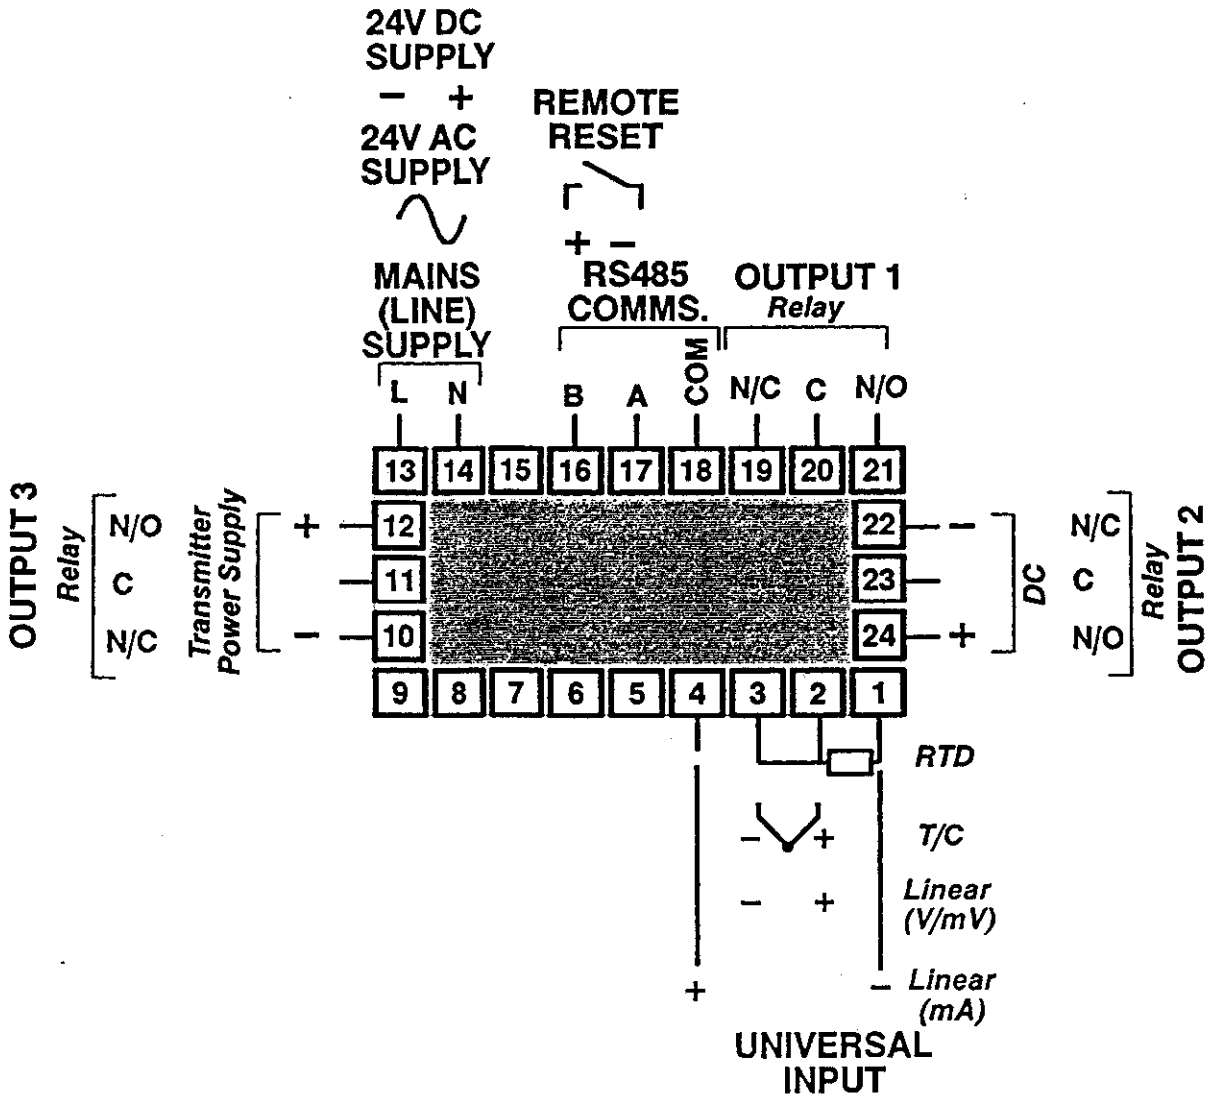 24V DC
SUPPLY
− +
24V AC
SUPPLY
REMOTE
RESET
+ −
MAINS
(LINE)
SUPPLY
RS485
COMMS.
OUTPUT 1
Relay
L N B A COM N/C C N/O
13 14 15 16 17 18 19 20 21
OUTPUT 3
Relay
N/O
C
N/C
Transmitter
Power Supply
+
−
12
11
10
22
23
24
−
+
DC
N/C
C
N/O
Relay
OUTPUT 2
9 8 7 6 5 4 3 2 1
RTD
− + T/C
− + Linear
(V/mV)
+ − Linear
(mA)
UNIVERSAL
INPUT